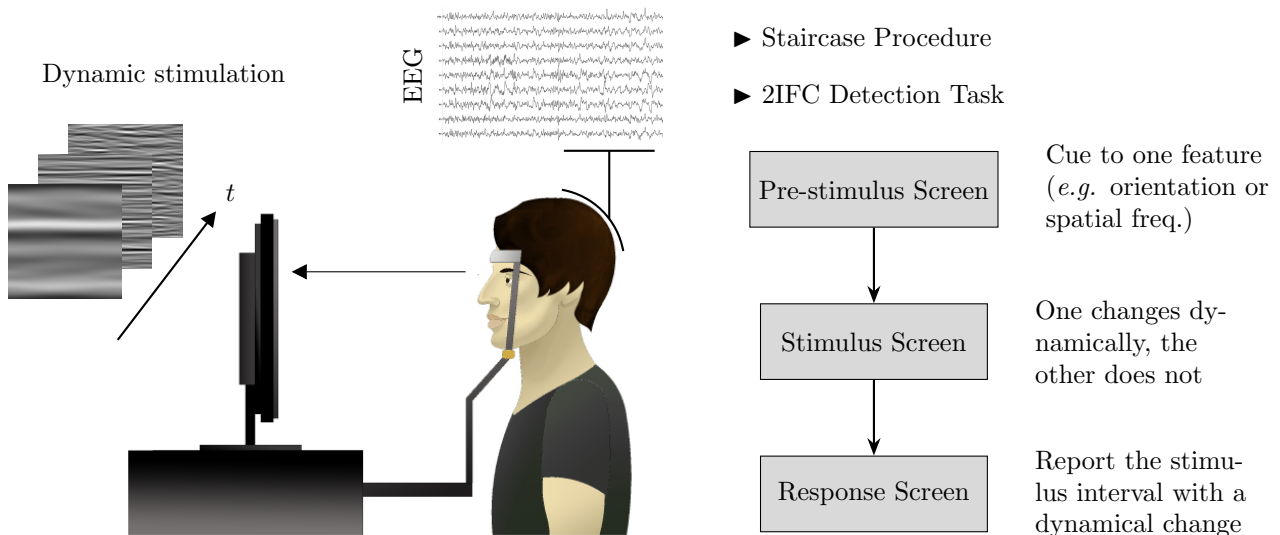 Dynamic stimulation
t
EEG
► Staircase Procedure
► 2IFC Detection Task
Pre-stimulus Screen
Cue to one feature
(e.g. orientation or
spatial freq.)
Stimulus Screen
One changes dy-
namically, the
other does not
Response Screen
Report the stimu-
lus interval with a
dynamical change